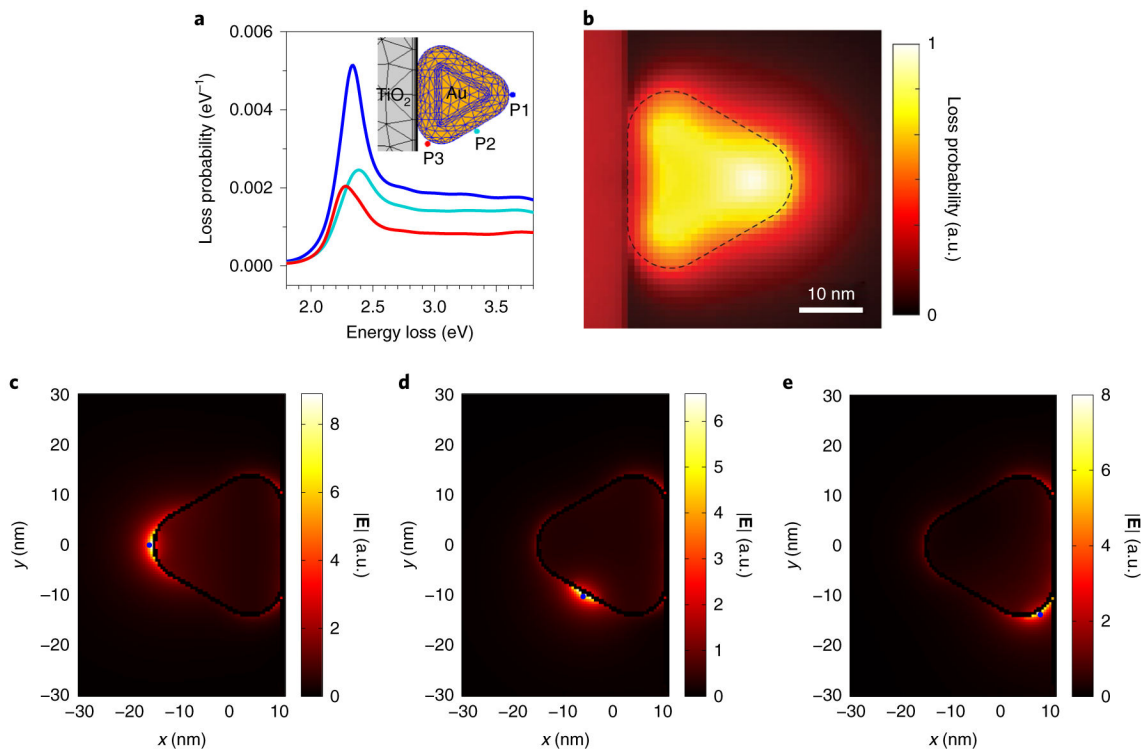 a
0.006
0.004
0.002
0.000
Loss probability (eV⁻¹)
2.0 2.5 3.0 3.5
Energy loss (eV)
TiO₂
Au
P1
P2
P3
b
10 nm
1
0
Loss probability (a.u.)
c
30
20
10
0
−10
−20
−30
y (nm)
−30 −20 −10 0 10
x (nm)
8
6
4
2
0
|E| (a.u.)
d
30
20
10
0
−10
−20
−30
y (nm)
−30 −20 −10 0 10
x (nm)
6
5
4
3
2
1
0
|E| (a.u.)
e
30
20
10
0
−10
−20
−30
y (nm)
−30 −20 −10 0 10
x (nm)
8
6
4
2
0
|E| (a.u.)